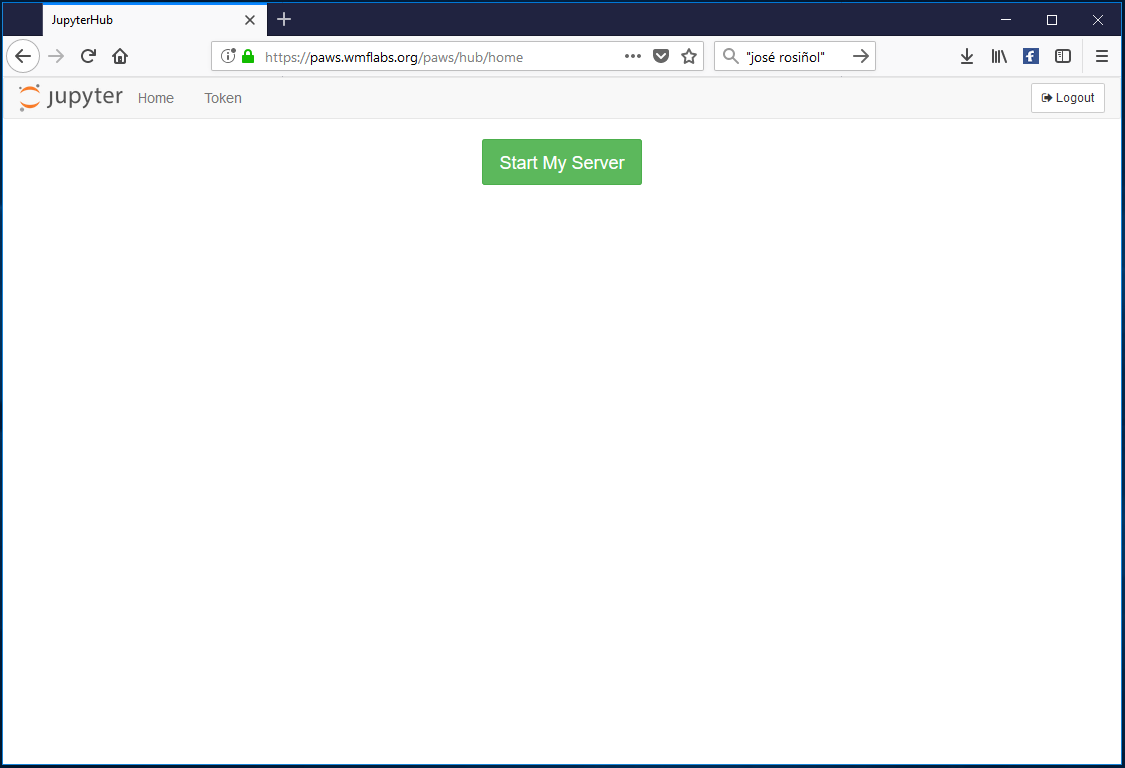 JupyterHub
https://paws.wmflabs.org/paws/hub/home
"josé rosiñol"
jupyter Home Token Logout
Start My Server